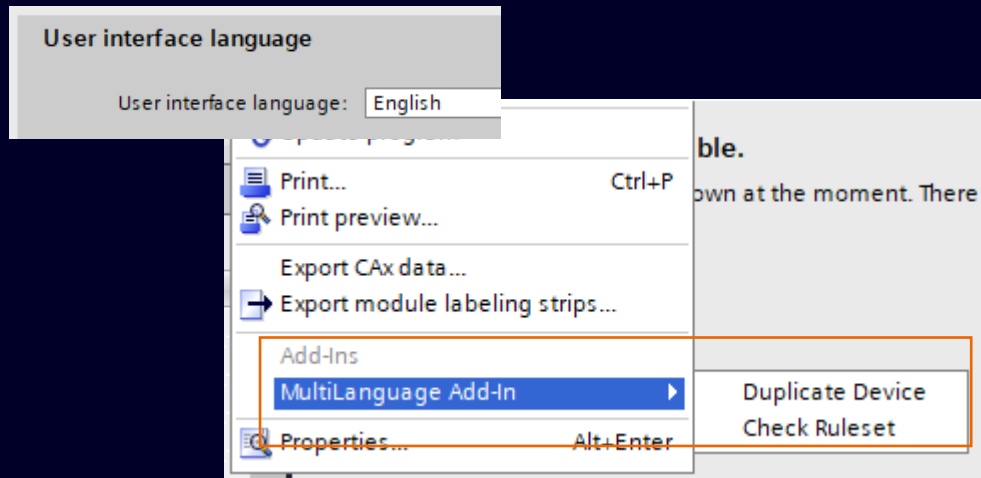 User interface language
User interface language: English
ble.
Print... Ctrl+P
own at the moment. There
Print preview...
Export CAx data...
Export module labeling strips...
Add-Ins
MultiLanguage Add-In
Duplicate Device
Check Ruleset
Properties... Alt+Enter